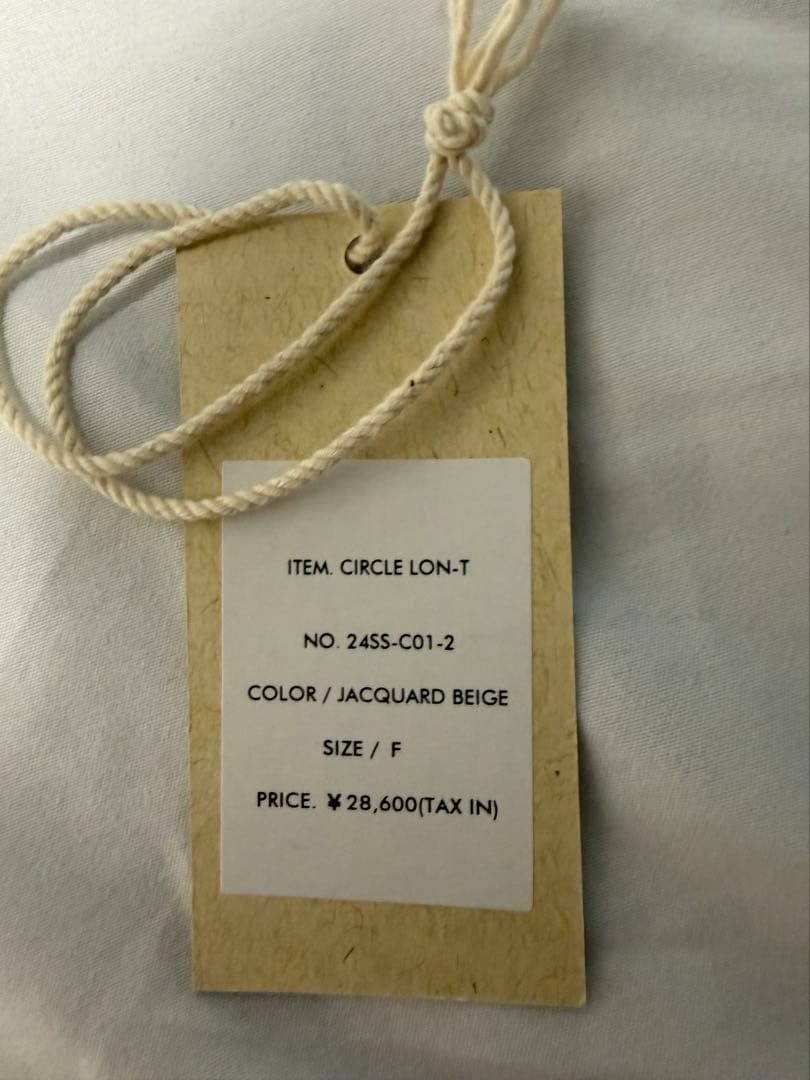 ITEM. CIRCLE LON-T
NO. 24SS-C01-2
COLOR / JACQUARD BEIGE
SIZE / F
PRICE. ¥28,600(TAX IN)